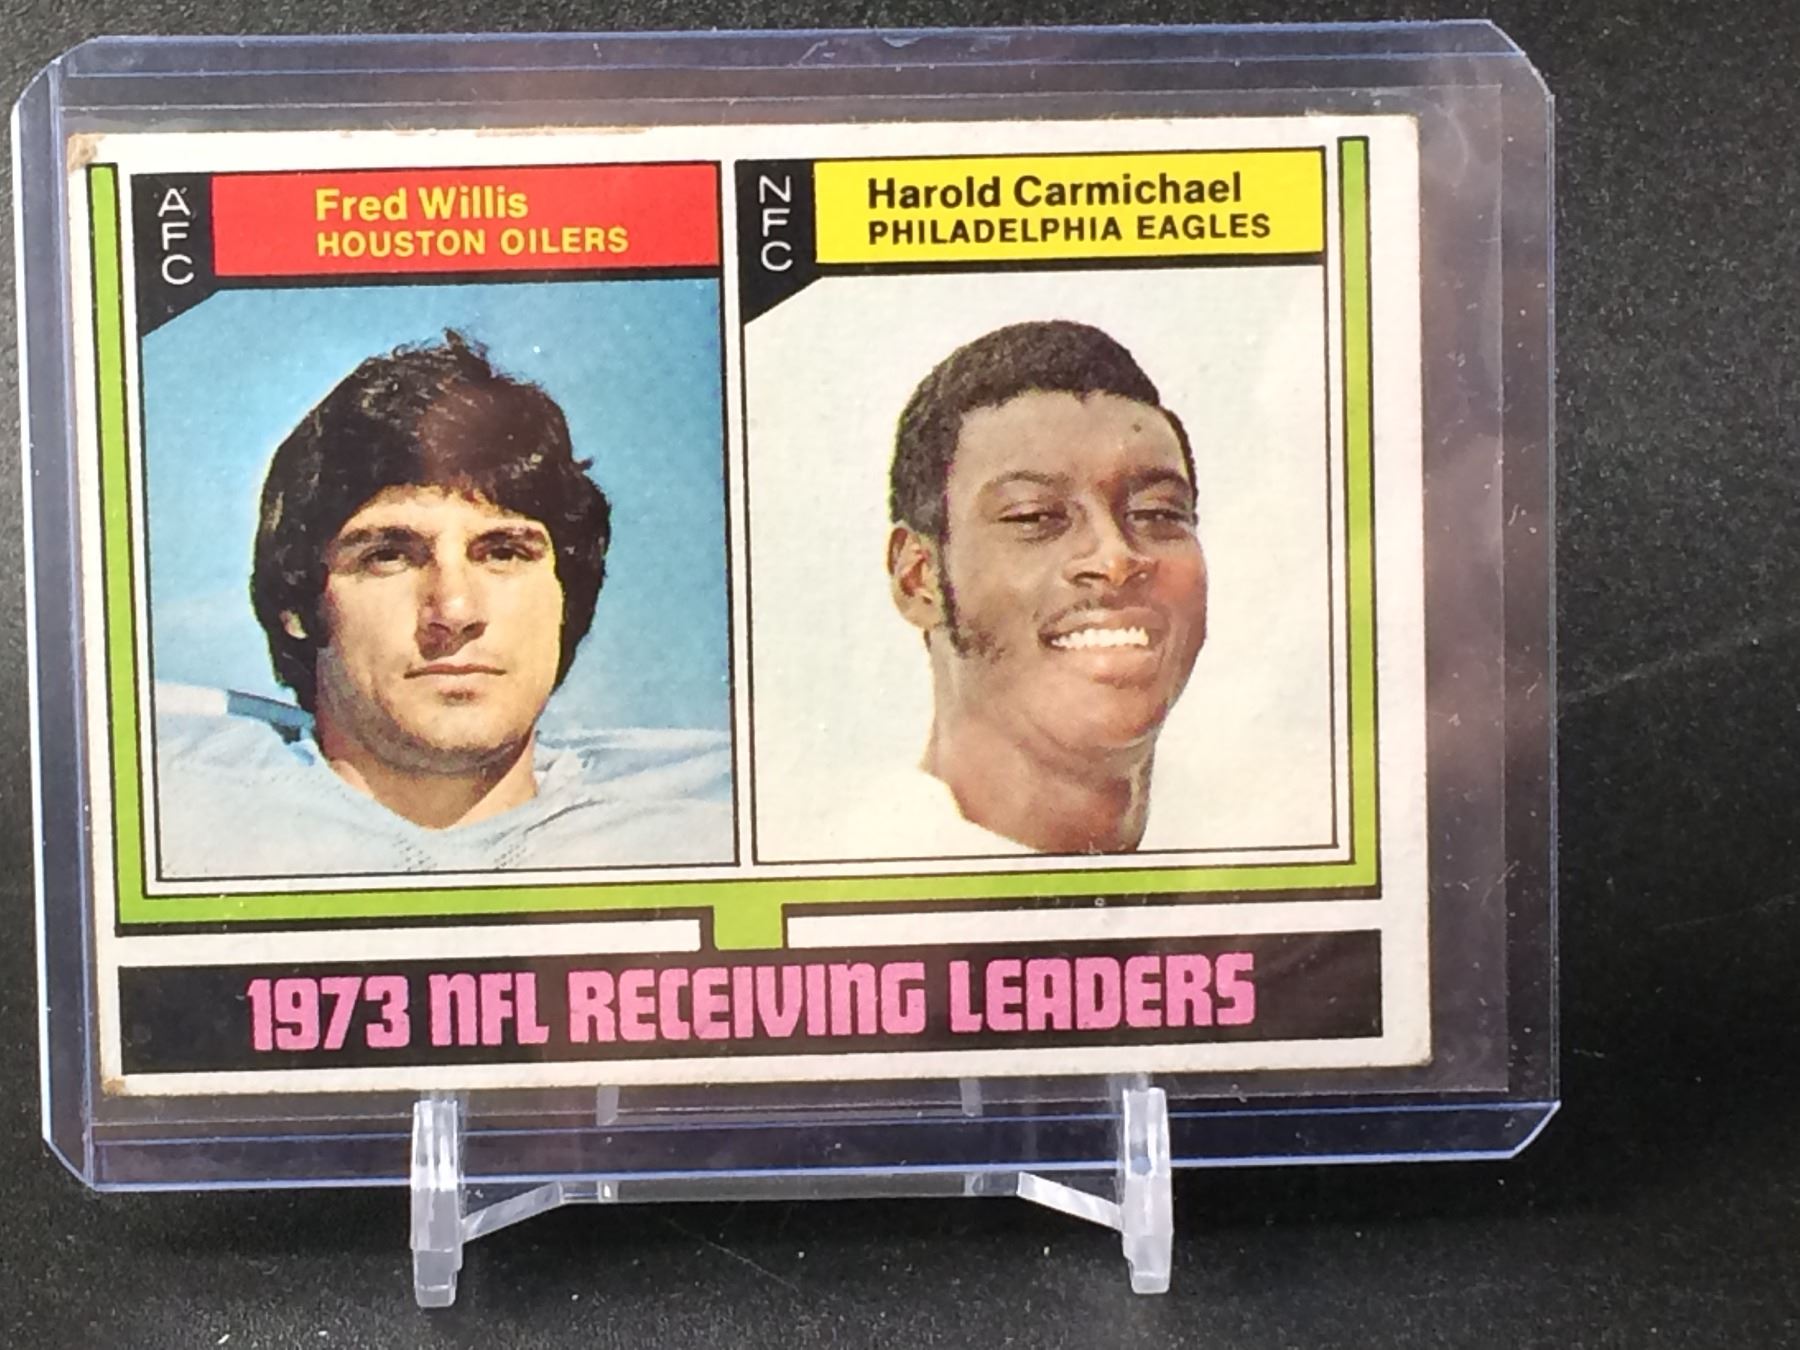 AFC
Fred Willis
HOUSTON OILERS
NFC
Harold Carmichael
PHILADELPHIA EAGLES
1973 NFL RECEIVING LEADERS